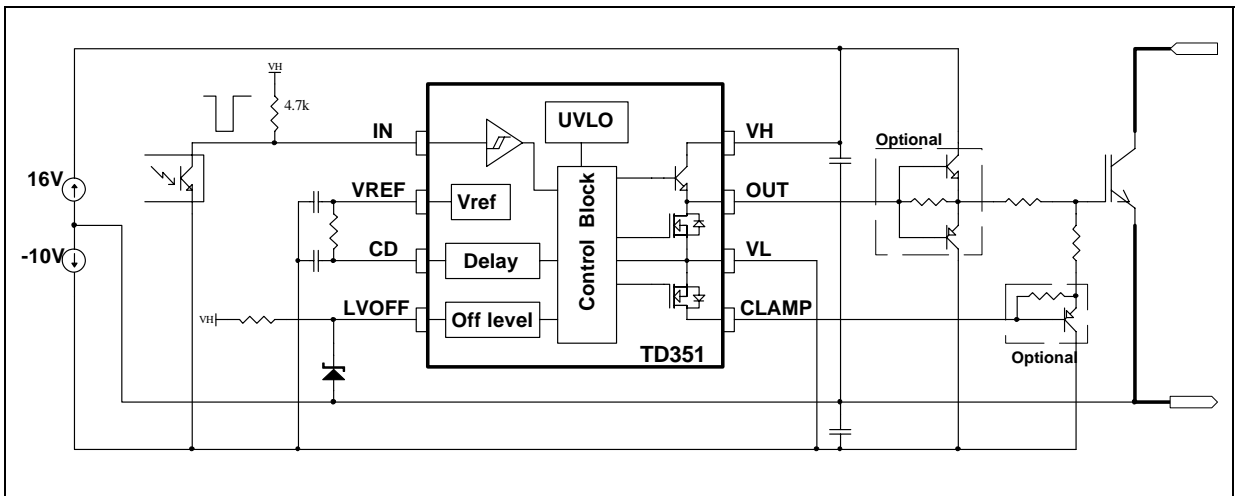 VH
4.7k
IN
UVLO
VH
Optional
16V
VREF
Vref
Control Block
OUT
-10V
CD
Delay
VL
VH
LVOFF
Off level
CLAMP
TD351
Optional